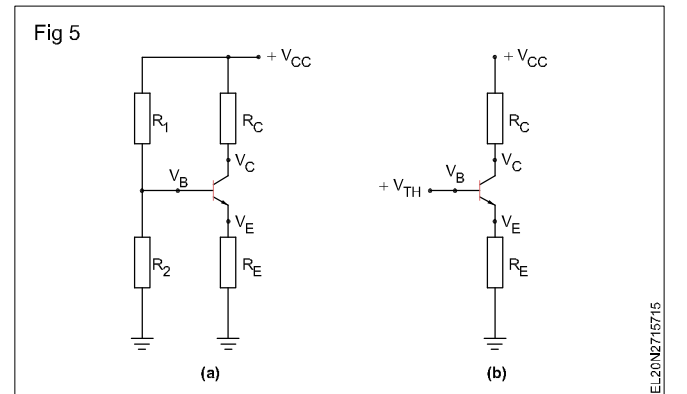 Fig 5
+ VCC
R1
RC
VC
VB
VE
R2
RE
(a)
+ VCC
RC
VC
VB
+ VTH
VE
RE
(b)
EL20N2715715